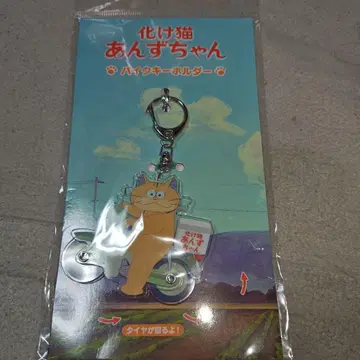 化け猫
あんずちゃん
バイクキーホルダー
化け猫
あんず
ちゃん
タイヤが回るよ!